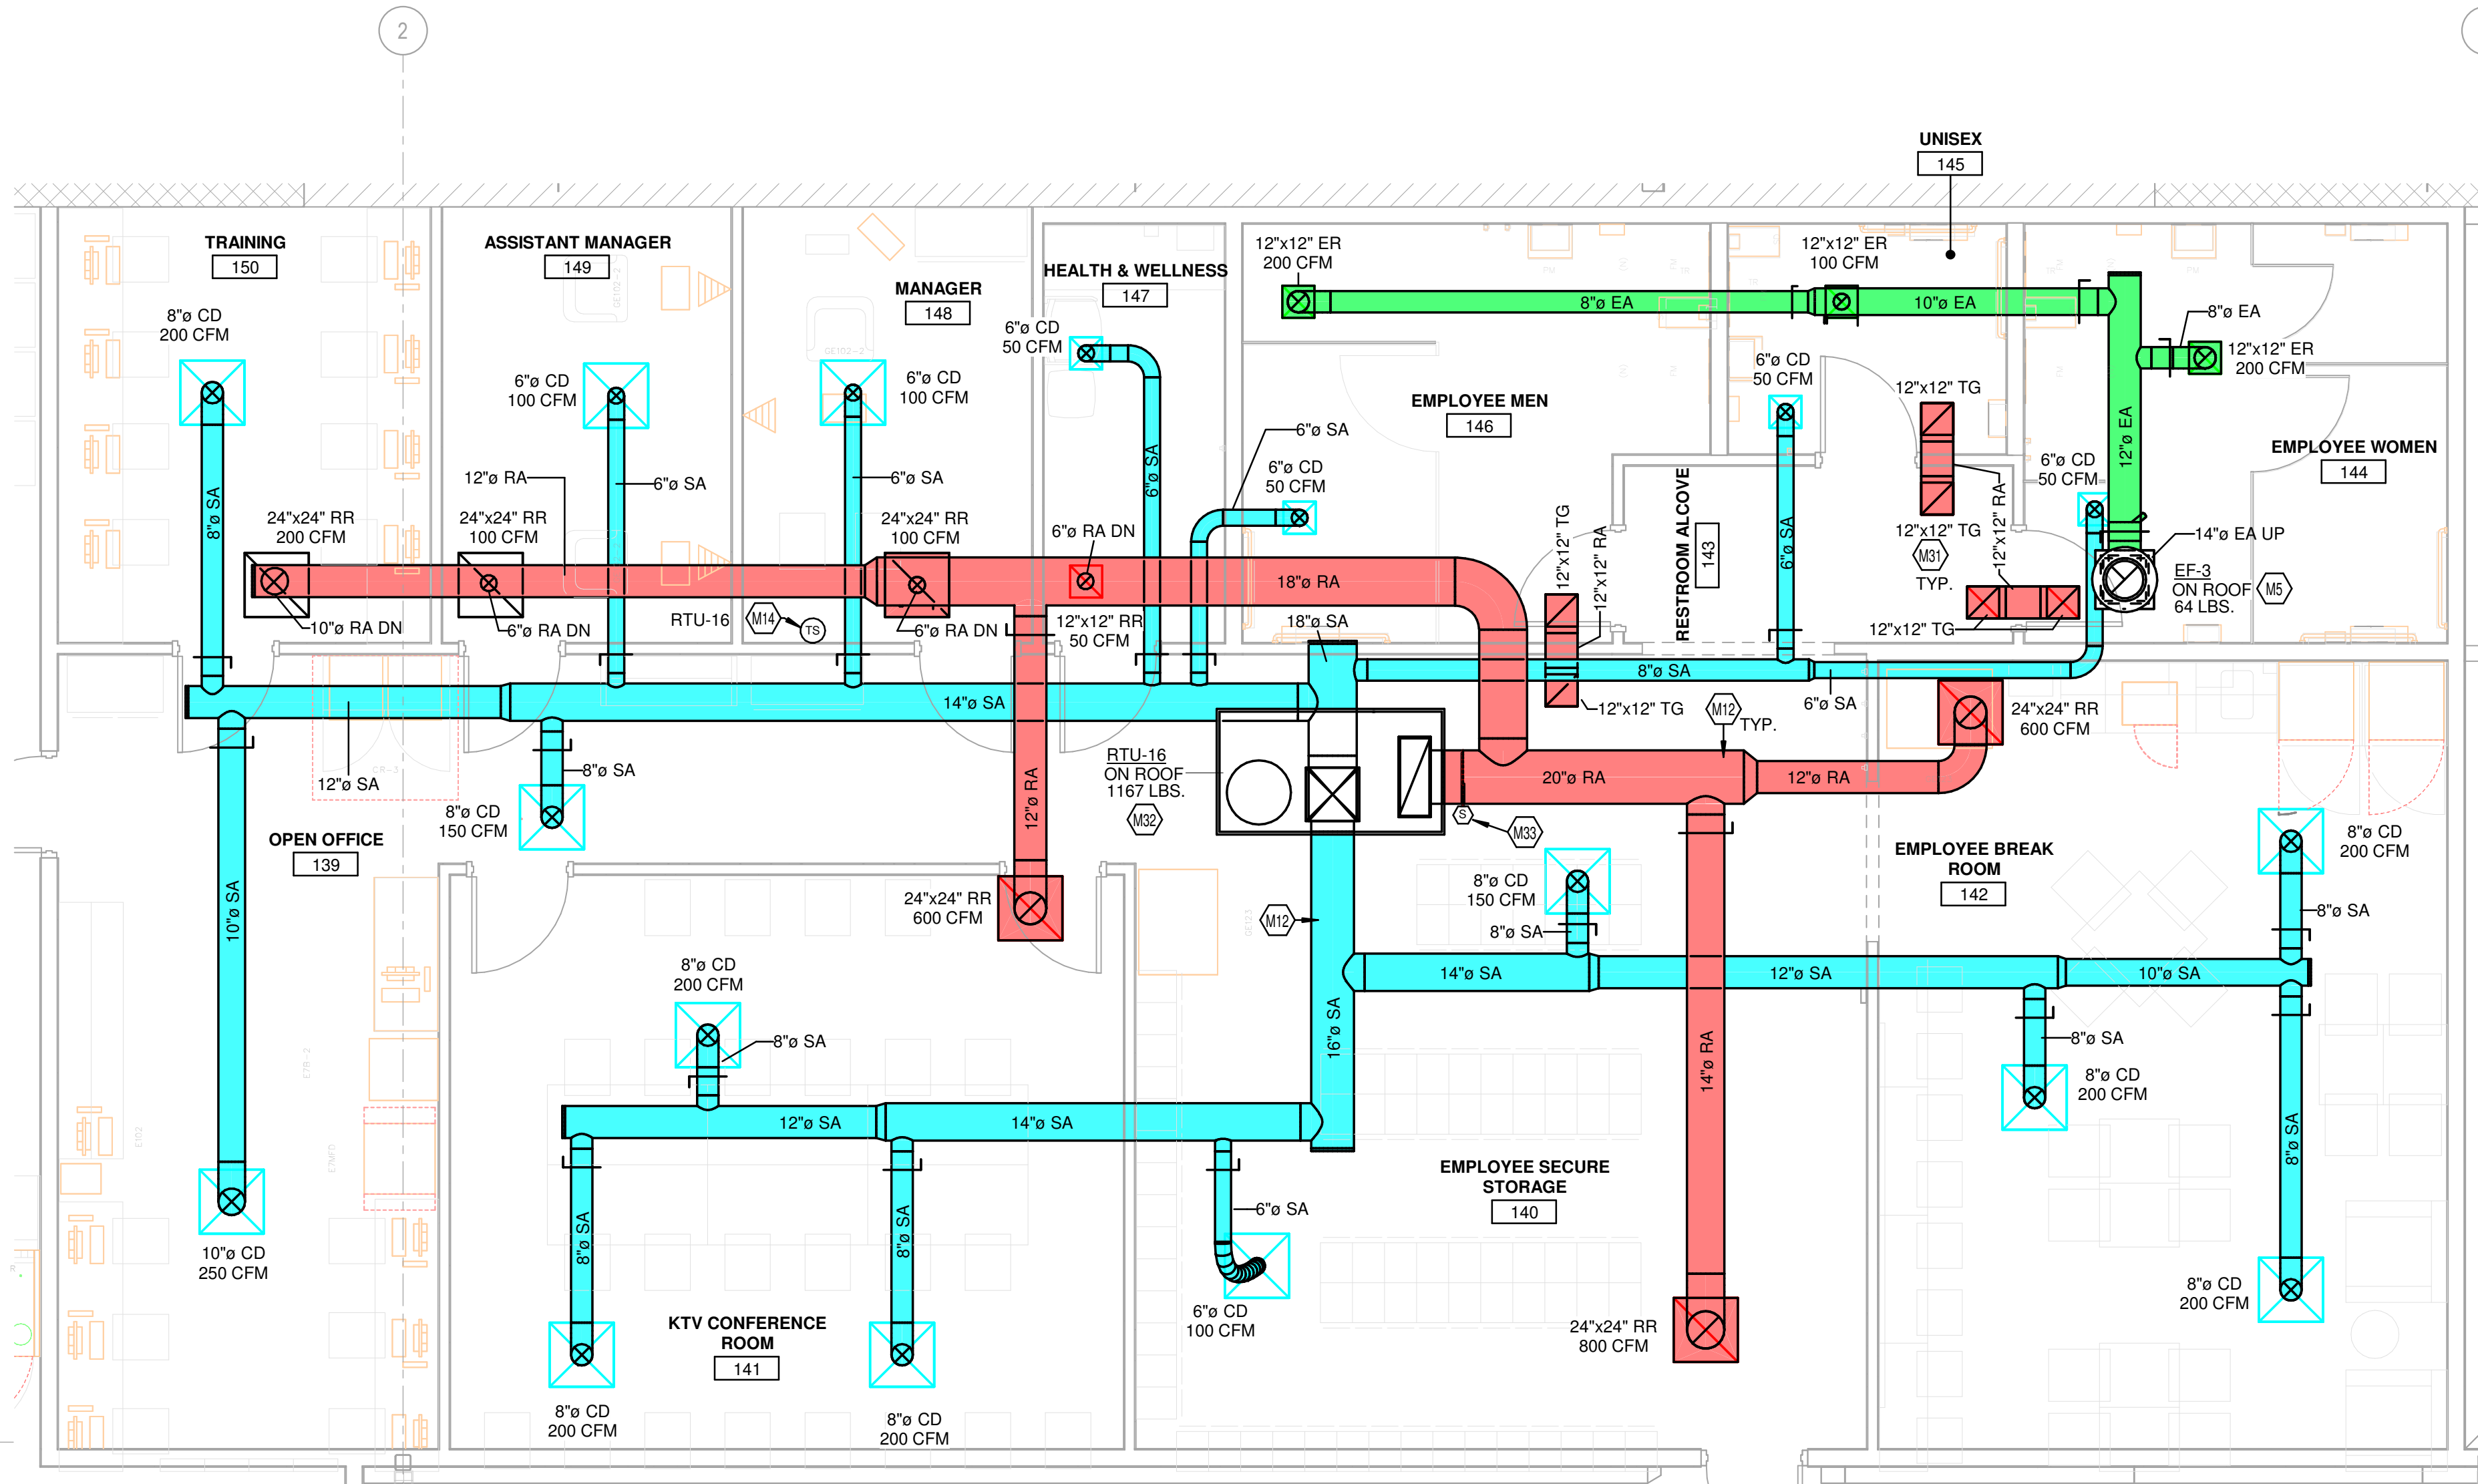 2
UNISEX
145
TRAINING
150
8"ø CD
200 CFM
ASSISTANT MANAGER
149
6"ø CD
100 CFM
MANAGER
148
6"ø CD
100 CFM
HEALTH & WELLNESS
147
6"ø CD
50 CFM
12"x12" ER
200 CFM
8"ø EA
12"x12" ER
100 CFM
10"ø EA
8"ø EA
12"x12" ER
200 CFM
12"ø EA
EMPLOYEE MEN
146
6"ø SA
6"ø CD
50 CFM
6"ø CD
50 CFM
12"x12" TG
EMPLOYEE WOMEN
144
6"ø CD
50 CFM
12"x12" RA
12"x12" TG
M31
TYP.
14"ø EA UP
EF-3
ON ROOF
64 LBS.
M5
12"x12" TG
RESTROOM ALCOVE
143
6"ø SA
12"x12" TG
12"x12" RA
12"x12" TG
8"ø SA
24"x24" RR
200 CFM
10"ø RA DN
12"ø RA
24"x24" RR
100 CFM
6"ø RA DN
6"ø SA
6"ø SA
24"x24" RR
100 CFM
6"ø RA DN
RTU-16
M14
TS
6"ø RA DN
12"x12" RR
50 CFM
6"ø SA
18"ø RA
18"ø SA
8"ø SA
6"ø SA
14"ø SA
12"ø SA
8"ø SA
8"ø CD
150 CFM
12"ø RA
RTU-16
ON ROOF
1167 LBS.
M32
M12
TYP.
20"ø RA
12"ø RA
24"x24" RR
600 CFM
S
M33
OPEN OFFICE
139
10"ø SA
10"ø CD
250 CFM
24"x24" RR
600 CFM
M12
8"ø CD
150 CFM
8"ø SA
EMPLOYEE BREAK
ROOM
142
8"ø CD
200 CFM
8"ø SA
14"ø SA
12"ø SA
10"ø SA
8"ø SA
8"ø CD
200 CFM
8"ø SA
8"ø CD
200 CFM
8"ø CD
200 CFM
8"ø SA
12"ø SA
14"ø SA
16"ø SA
14"ø RA
8"ø SA
8"ø SA
6"ø SA
6"ø CD
100 CFM
EMPLOYEE SECURE
STORAGE
140
24"x24" RR
800 CFM
KTV CONFERENCE
ROOM
141
8"ø CD
200 CFM
8"ø CD
200 CFM
GE102-2
GE102-2
CR-3
GE123
E102